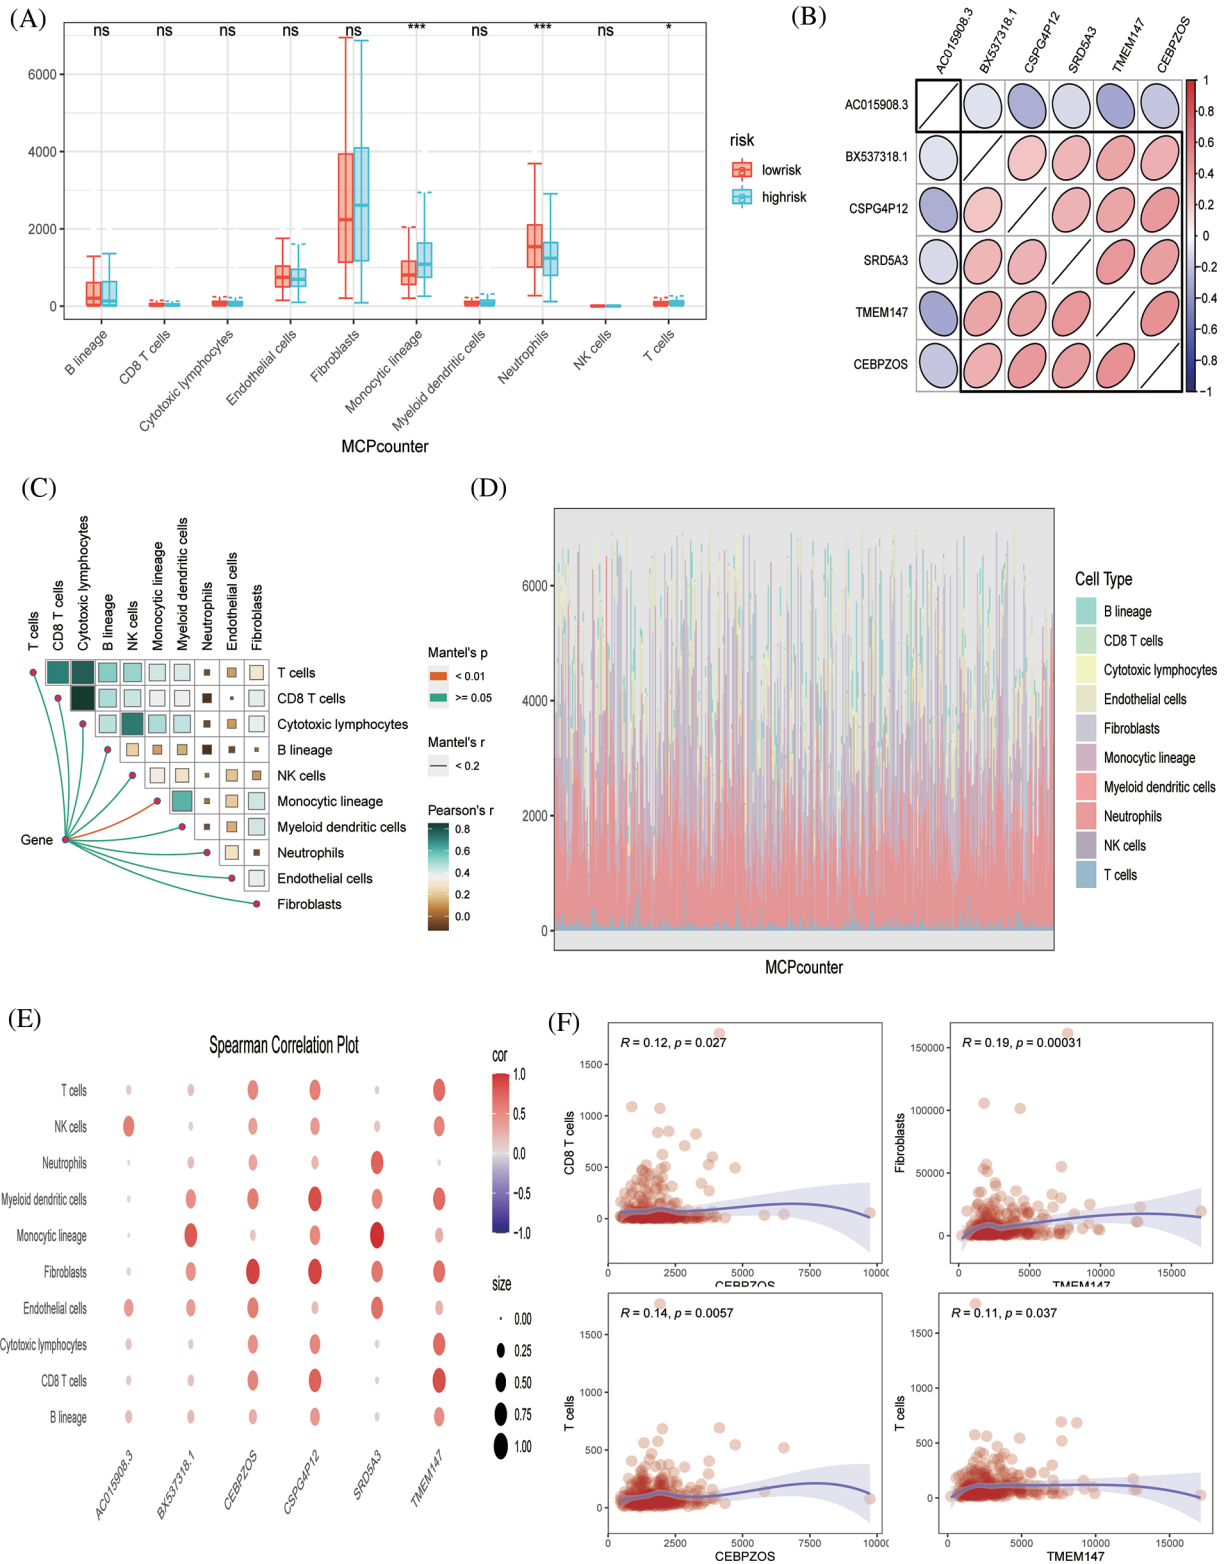 (A)
ns ns ns ns ns *** ns *** ns *
6000
4000
2000
0
B lineage
CD8 T cells
Cytotoxic lymphocytes
Endothelial cells
Fibroblasts
Monocytic lineage
Myeloid dendritic cells
Neutrophils
NK cells
T cells
MCPcounter
risk
lowrisk
highrisk
(B)
AC015908.3
BX537318.1
CSPG4P12
SRD5A3
TMEM147
CEBPZOS
AC015908.3
BX537318.1
CSPG4P12
SRD5A3
TMEM147
CEBPZOS
1
0.8
0.6
0.4
0.2
0
-0.2
-0.4
-0.6
-0.8
-1
(C)
T cells
CD8 T cells
Cytotoxic lymphocytes
B lineage
NK cells
Monocytic lineage
Myeloid dendritic cells
Neutrophils
Endothelial cells
Fibroblasts
T cells
CD8 T cells
Cytotoxic lymphocytes
B lineage
NK cells
Monocytic lineage
Myeloid dendritic cells
Neutrophils
Endothelial cells
Fibroblasts
Gene
Mantel's p
< 0.01
>= 0.05
Mantel's r
< 0.2
Pearson's r
0.8
0.6
0.4
0.2
0.0
(D)
6000
4000
2000
0
MCPcounter
Cell Type
B lineage
CD8 T cells
Cytotoxic lymphocytes
Endothelial cells
Fibroblasts
Monocytic lineage
Myeloid dendritic cells
Neutrophils
NK cells
T cells
(E)
Spearman Correlation Plot
T cells
NK cells
Neutrophils
Myeloid dendritic cells
Monocytic lineage
Fibroblasts
Endothelial cells
Cytotoxic lymphocytes
CD8 T cells
B lineage
AC015908.3
BX537318.1
CEBPZOS
CSPG4P12
SRD5A3
TMEM147
cor
1.0
0.5
0.0
-0.5
-1.0
size
0.00
0.25
0.50
0.75
1.00
(F)
R = 0.12, p = 0.027
CD8 T cells
1500
1000
500
0
0 2500 5000 7500 1000
CEBPZOS
R = 0.19, p = 0.00031
Fibroblasts
150000
100000
50000
0
0 5000 10000 15000
TMEM147
R = 0.14, p = 0.0057
T cells
1500
1000
500
0
0 2500 5000 7500 1000
CEBPZOS
R = 0.11, p = 0.037
T cells
1500
1000
500
0
0 5000 10000 15000
TMEM147